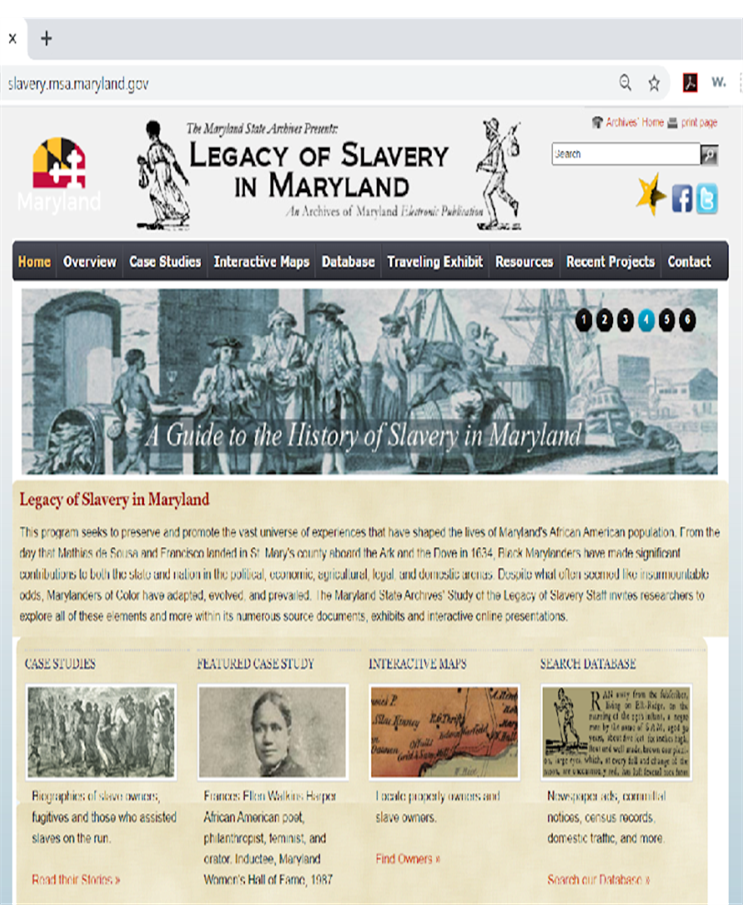 x +
slavery.msa.maryland.gov
W.
Archives' Home print page
The Maryland State Archives Presents:
LEGACY OF SLAVERY
IN MARYLAND
An Archives of Maryland Electronic Publication
Maryland
Search
Home Overview Case Studies Interactive Maps Database Traveling Exhibit Resources Recent Projects Contact
1 2 3 4 5 6
A Guide to the History of Slavery in Maryland
Legacy of Slavery in Maryland
This program seeks to preserve and promote the vast universe of experiences that have shaped the lives of Maryland's African American population. From the
day that Mathias de Sousa and Francisco landed in St. Mary's county aboard the Ark and the Dove in 1634, Black Marylanders have made significant
contributions to both the state and nation in the political, economic, agricultural, legal, and domestic arenas. Despite what often seemed like insurmountable
odds, Marylanders of Color have adapted, evolved, and prevailed. The Maryland State Archives' Study of the Legacy of Slavery Staff invites researchers to
explore all of these elements and more within its numerous source documents, exhibits and interactive online presentations.
CASE STUDIES
Biographies of slave owners,
fugitives and those who assisted
slaves on the run.
Read their Stories »
FEATURED CASE STUDY
Frances Ellen Watkins Harper
African American poet,
philanthropist, feminist, and
orator. Inductee, Maryland
Women's Hall of Fame, 1987
INTERACTIVE MAPS
Locate property owners and
slave owners.
Find Owners »
SEARCH DATABASE
RAN away from the subscriber,
living on Elk-Ridge, on the
Newspaper ads, committal
notices, census records,
domestic traffic, and more.
Search our Database »